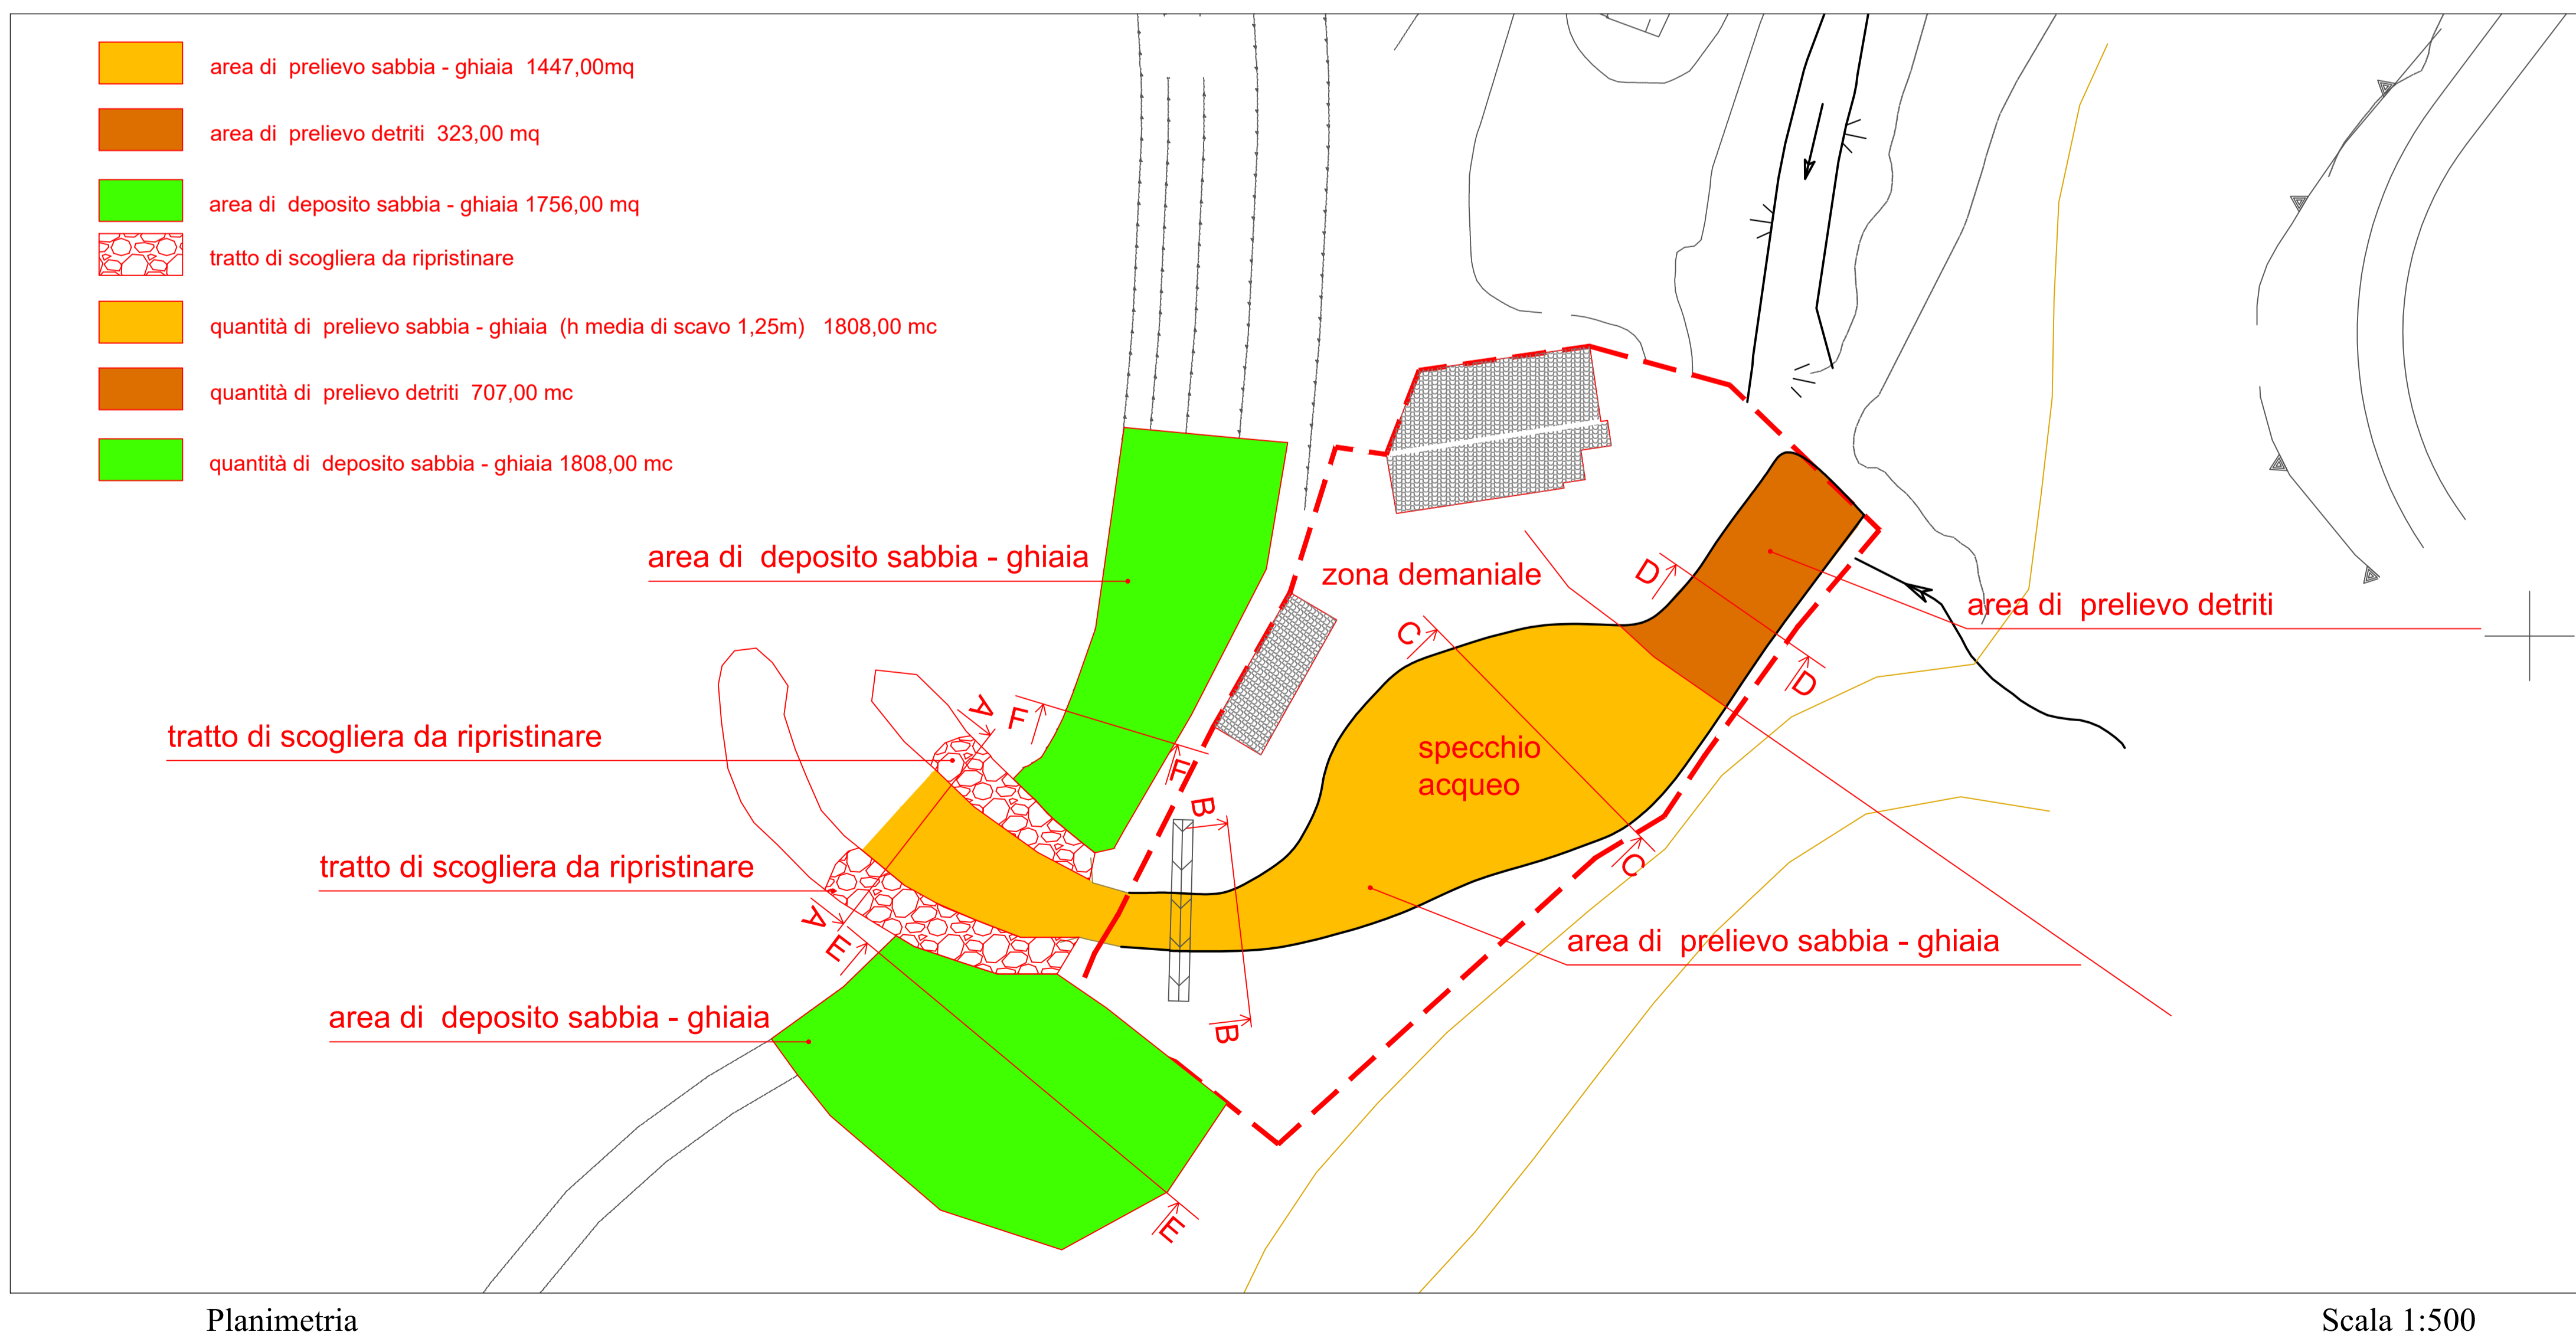 area di prelievo sabbia - ghiaia 1447,00mq
area di prelievo detriti 323,00 mq
area di deposito sabbia - ghiaia 1756,00 mq
tratto di scogliera da ripristinare
quantità di prelievo sabbia - ghiaia (h media di scavo 1,25m) 1808,00 mc
quantità di prelievo detriti 707,00 mc
quantità di deposito sabbia - ghiaia 1808,00 mc
area di deposito sabbia - ghiaia
zona demaniale
D
area di prelievo detriti
C
D
A
F
tratto di scogliera da ripristinare
specchio
acqueo
F
B
tratto di scogliera da ripristinare
C
A
E
area di prelievo sabbia - ghiaia
area di deposito sabbia - ghiaia
B
E
Planimetria
Scala 1:500